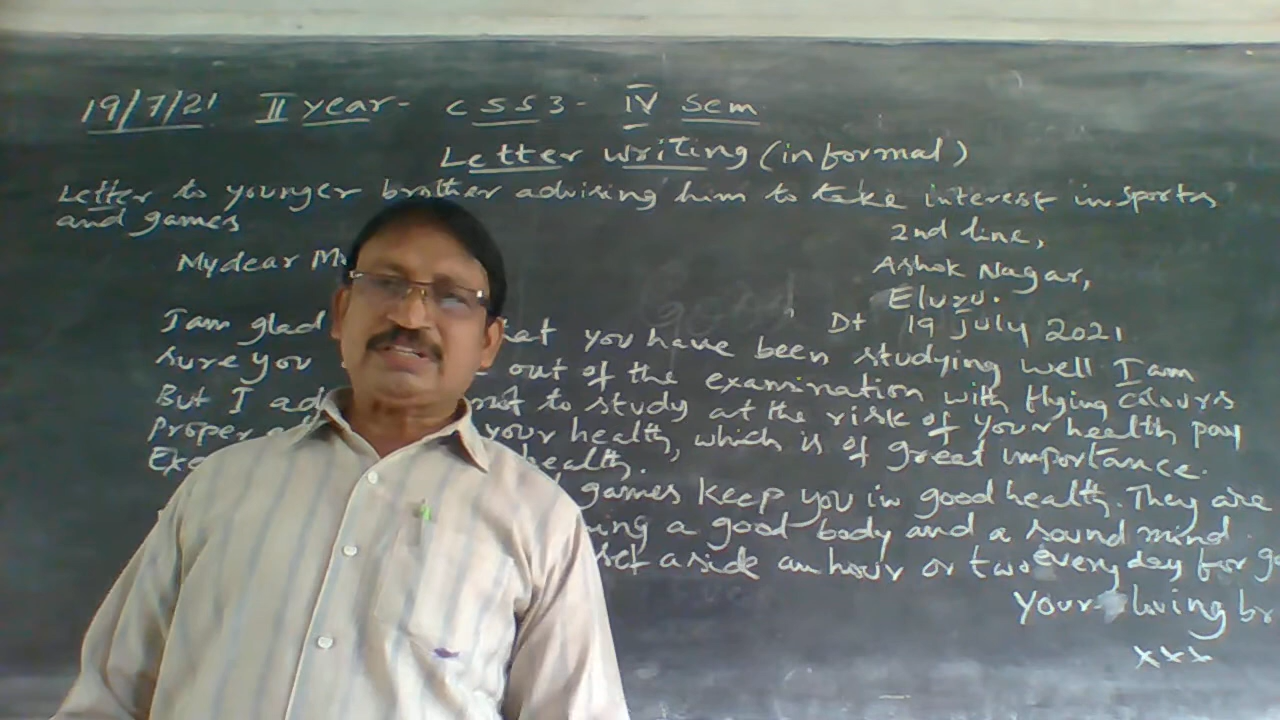 19/7/21 II year - CSS3 - IV Sem
Letter writing (informal)
Letter to younger brother advising him to take interest in sports
and games
2nd line,
Ashok Nagar,
Eluru.
Dt 19 July 2021
My dear
I am glad that you have been studying well I am
sure you out of the examination with flying colours
But I not to study at the risk of your health pay
proper your health, which is of great importance.
health.
games keep you in good health. They are
a good body and a sound mind
set aside an hour or two every day for
Your loving
xxx